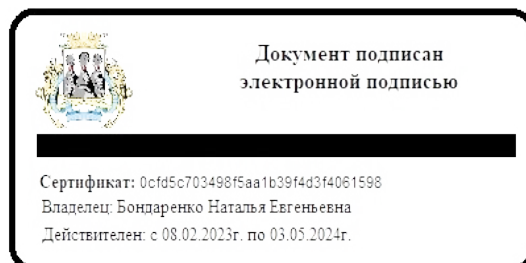 Документ подписан
электронной подписью
Сертификат: 0cfd5c703498f5aa1b39f4d3f4061598
Владелец: Бондаренко Наталья Евгеньевна
Действителен: с 08.02.2023г. по 03.05.2024г.